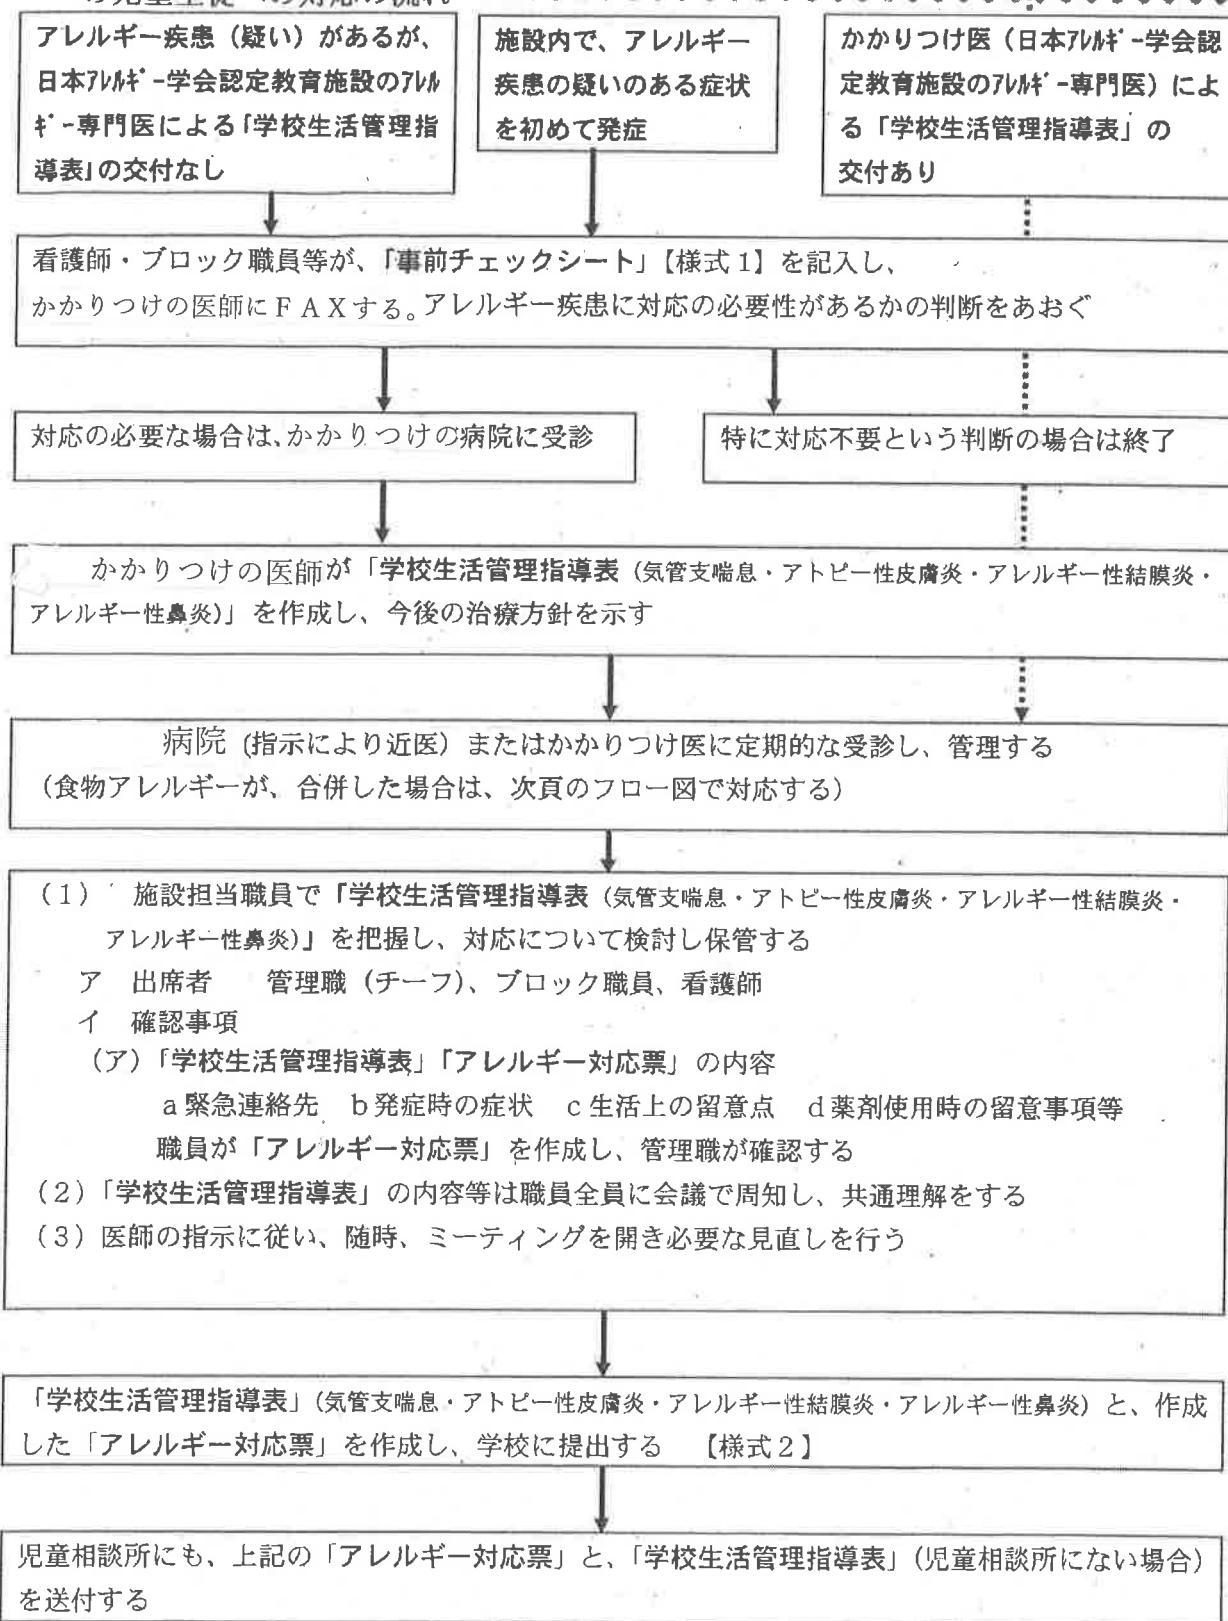 の児童生徒への対応の流れ
アレルギー疾患（疑い）があるが、
日本ｱﾚﾙｷﾞｰ学会認定教育施設のｱﾚﾙ
ｷﾞｰ専門医による「学校生活管理指
導表」の交付なし
施設内で、アレルギー
疾患の疑いのある症状
を初めて発症
かかりつけ医（日本ｱﾚﾙｷﾞｰ学会認
定教育施設のｱﾚﾙｷﾞｰ専門医）によ
る「学校生活管理指導表」の
交付あり
看護師・ブロック職員等が、「事前チェックシート」【様式１】を記入し、
かかりつけの医師にＦＡＸする。アレルギー疾患に対応の必要性があるかの判断をあおぐ
対応の必要な場合は、かかりつけの病院に受診
特に対応不要という判断の場合は終了
かかりつけの医師が「学校生活管理指導表（気管支喘息・アトピー性皮膚炎・アレルギー性結膜炎・
アレルギー性鼻炎）」を作成し、今後の治療方針を示す
病院（指示により近医）またはかかりつけ医に定期的な受診し、管理する
（食物アレルギーが、合併した場合は、次頁のフロー図で対応する）
（１） 施設担当職員で「学校生活管理指導表（気管支喘息・アトピー性皮膚炎・アレルギー性結膜炎・
アレルギー性鼻炎）」を把握し、対応について検討し保管する
ア 出席者 管理職（チーフ）、ブロック職員、看護師
イ 確認事項
（ア）「学校生活管理指導表」「アレルギー対応票」の内容
ａ緊急連絡先 ｂ発症時の症状 ｃ生活上の留意点 ｄ薬剤使用時の留意事項等
職員が「アレルギー対応票」を作成し、管理職が確認する
（２）「学校生活管理指導表」の内容等は職員全員に会議で周知し、共通理解をする
（３）医師の指示に従い、随時、ミーティングを開き必要な見直しを行う
「学校生活管理指導表」（気管支喘息・アトピー性皮膚炎・アレルギー性結膜炎・アレルギー性鼻炎）と、作成
した「アレルギー対応票」を作成し、学校に提出する 【様式２】
児童相談所にも、上記の「アレルギー対応票」と、「学校生活管理指導表」（児童相談所にない場合）
を送付する